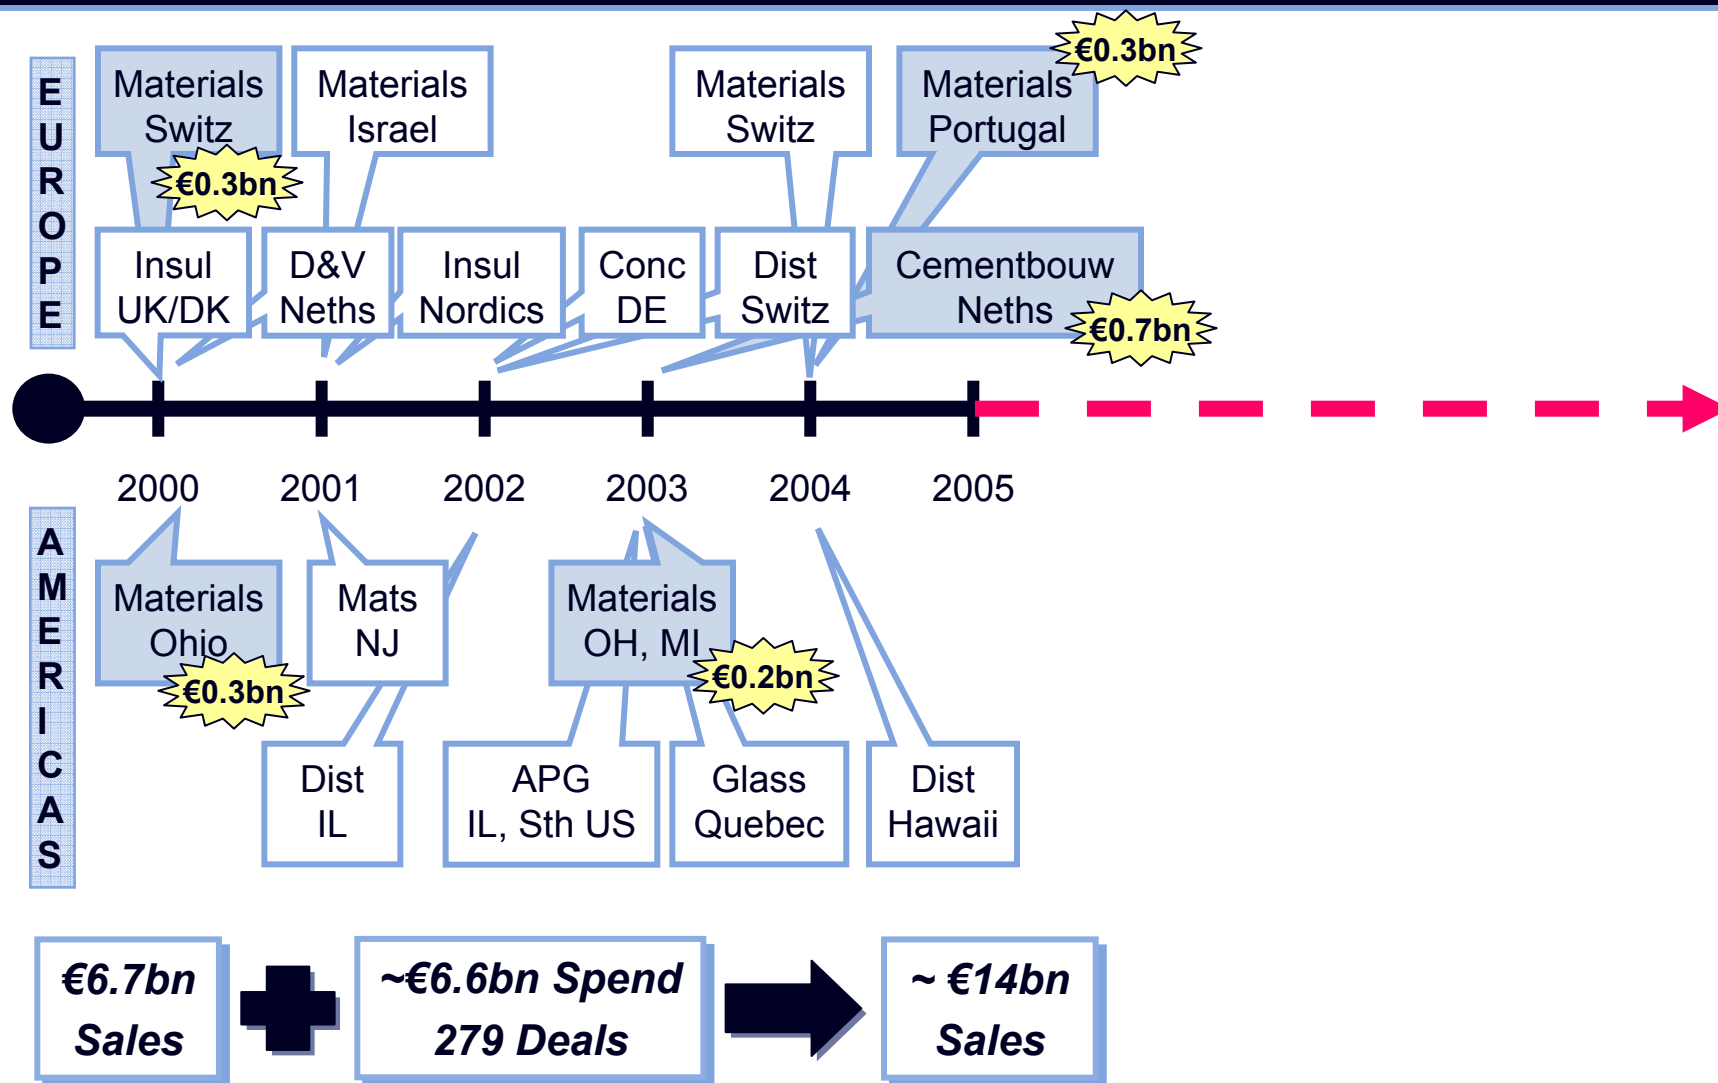 EUROPE
Materials
Switz
€0.3bn
Materials
Israel
Materials
Switz
Materials
Portugal
€0.3bn
Insul
UK/DK
D&V
Neths
Insul
Nordics
Conc
DE
Dist
Switz
Cementbouw
Neths
€0.7bn
2000 2001 2002 2003 2004 2005
AMERICAS
Materials
Ohio
€0.3bn
Mats
NJ
Materials
OH, MI
€0.2bn
Dist
IL
APG
IL, Sth US
Glass
Quebec
Dist
Hawaii
€6.7bn
Sales
~€6.6bn Spend
279 Deals
~ €14bn
Sales